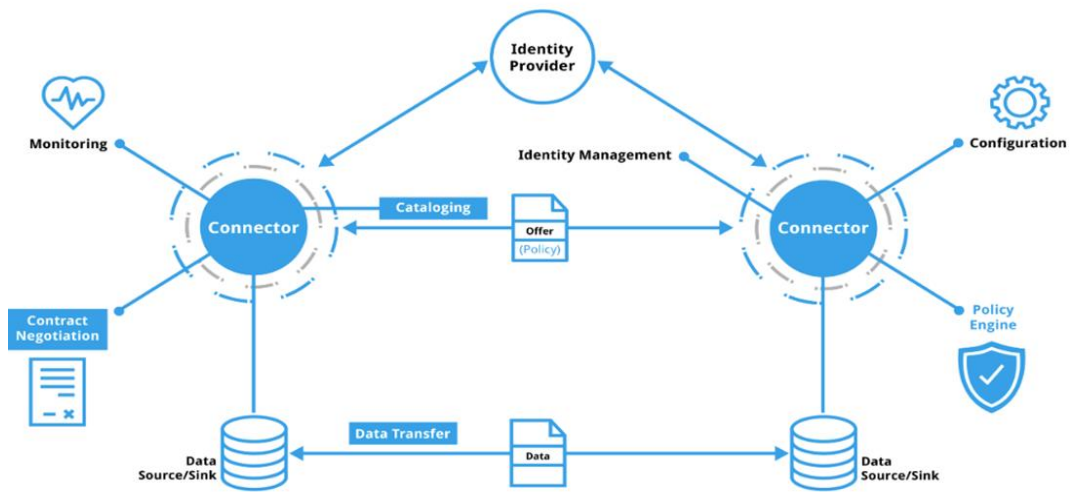 Identity
Provider
Monitoring
Configuration
Identity Management
Connector
Cataloging
Offer
(Policy)
Connector
Contract
Negotiation
Policy
Engine
Data Transfer
Data
Data
Source/Sink
Data
Source/Sink